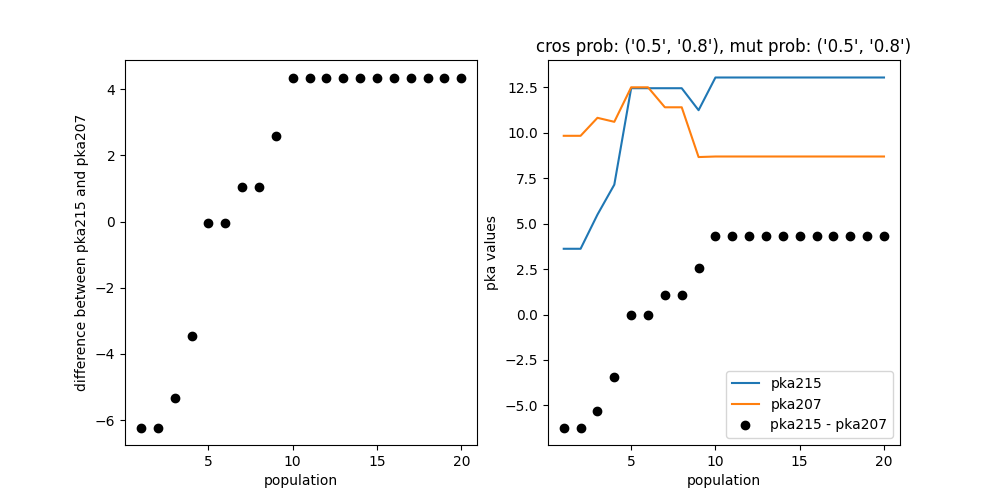 cros prob: ('0.5', '0.8'), mut prob: ('0.5', '0.8')
difference between pka215 and pka207
4
2
0
−2
−4
−6
5
10
15
20
population
pka values
12.5
10.0
7.5
5.0
2.5
0.0
−2.5
−5.0
pka215
pka207
pka215 - pka207
5
10
15
20
population